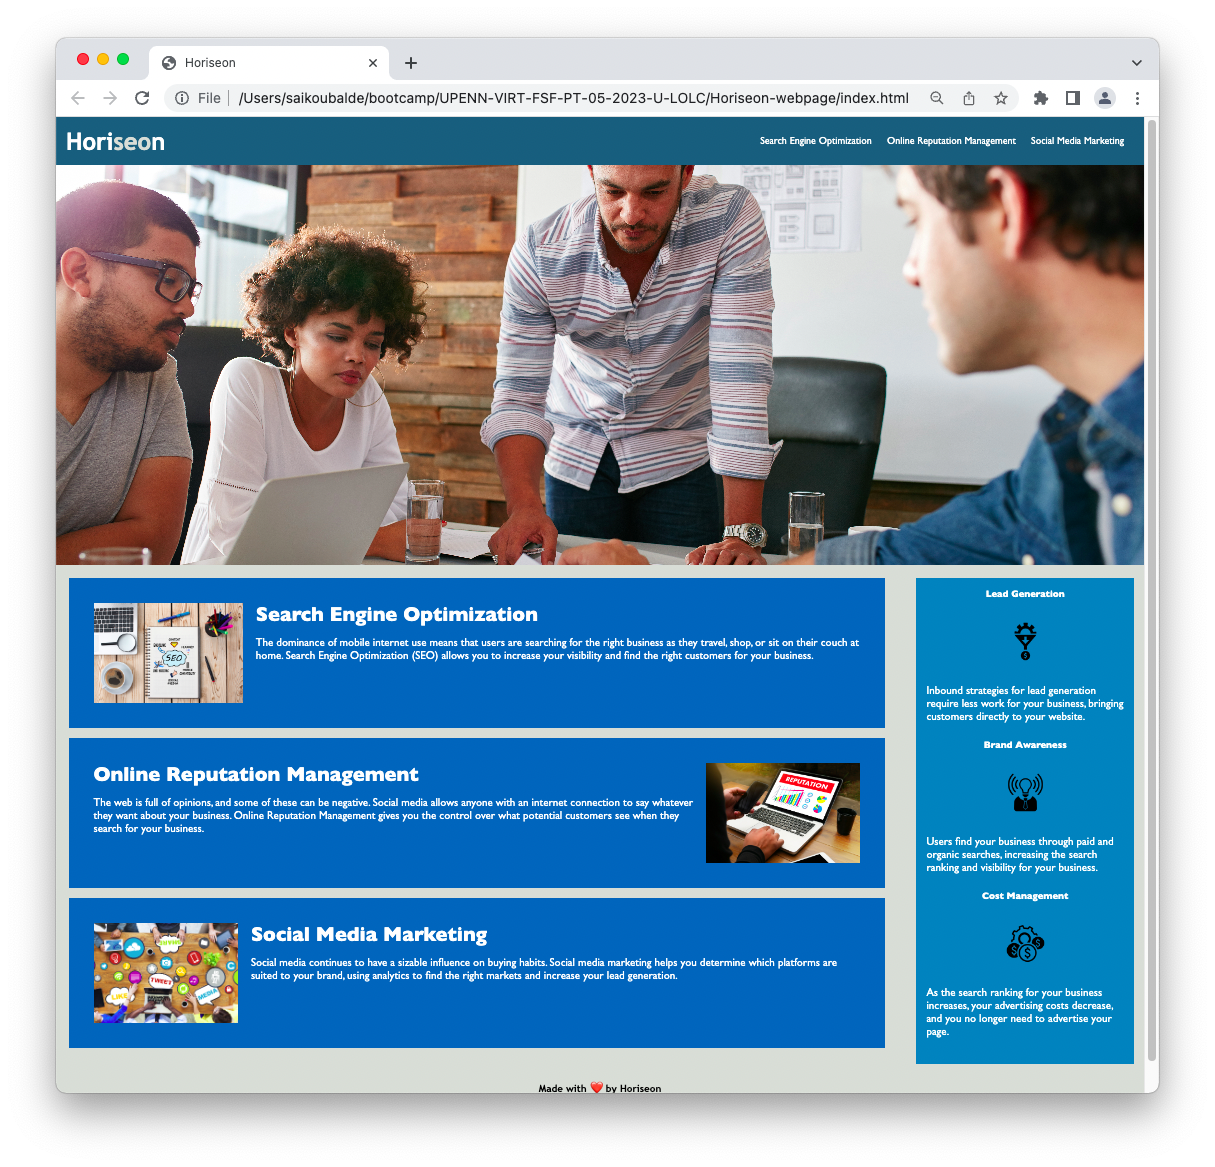 Horiseon
File
/Users/saikoubalde/bootcamp/UPENN-VIRT-FSF-PT-05-2023-U-LOLC/Horiseon-webpage/index.html
Horiseon
Search Engine Optimization
Online Reputation Management
Social Media Marketing
SEO
Search Engine Optimization
The dominance of mobile internet use means that users are searching for the right business as they travel, shop, or sit on their couch at
home. Search Engine Optimization (SEO) allows you to increase your visibility and find the right customers for your business.
Online Reputation Management
The web is full of opinions, and some of these can be negative. Social media allows anyone with an internet connection to say whatever
they want about your business. Online Reputation Management gives you the control over what potential customers see when they
search for your business.
REPUTATION
TWEET
LIKE
MEDIA
Social Media Marketing
Social media continues to have a sizable influence on buying habits. Social media marketing helps you determine which platforms are
suited to your brand, using analytics to find the right markets and increase your lead generation.
Lead Generation
Inbound strategies for lead generation
require less work for your business, bringing
customers directly to your website.
Brand Awareness
Users find your business through paid and
organic searches, increasing the search
ranking and visibility for your business.
Cost Management
As the search ranking for your business
increases, your advertising costs decrease,
and you no longer need to advertise your
page.
Made with ❤️ by Horiseon